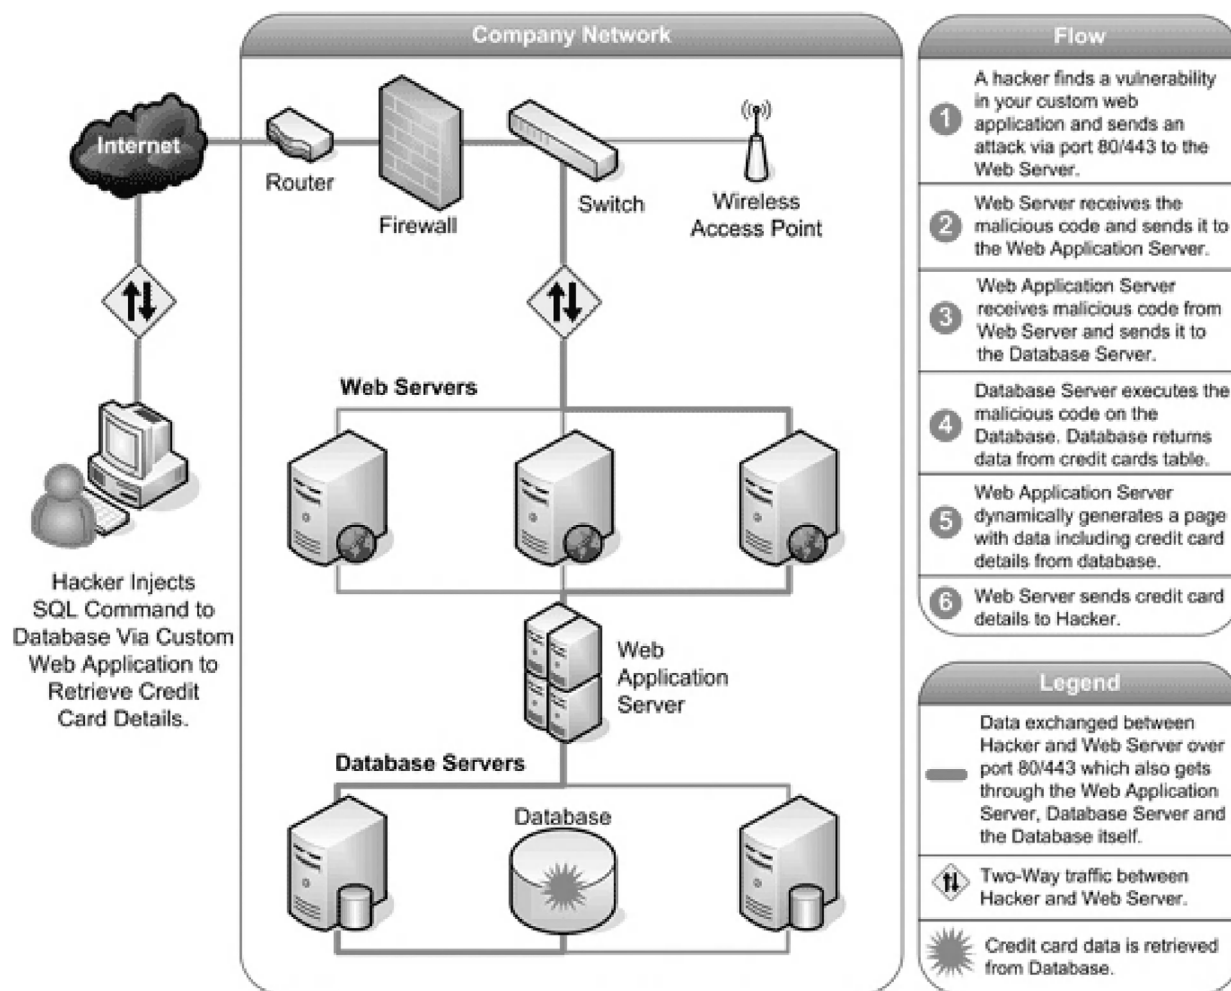 Company Network
Internet
Router
Firewall
Switch
Wireless
Access Point
Web Servers
Hacker Injects
SQL Command to
Database Via Custom
Web Application to
Retrieve Credit
Card Details.
Web
Application
Server
Database Servers
Database
Flow
1
A hacker finds a vulnerability
in your custom web
application and sends an
attack via port 80/443 to the
Web Server.
2
Web Server receives the
malicious code and sends it to
the Web Application Server.
3
Web Application Server
receives malicious code from
Web Server and sends it to
the Database Server.
4
Database Server executes the
malicious code on the
Database. Database returns
data from credit cards table.
5
Web Application Server
dynamically generates a page
with data including credit card
details from database.
6
Web Server sends credit card
details to Hacker.
Legend
Data exchanged between
Hacker and Web Server over
port 80/443 which also gets
through the Web Application
Server, Database Server and
the Database itself.
Two-Way traffic between
Hacker and Web Server.
Credit card data is retrieved
from Database.